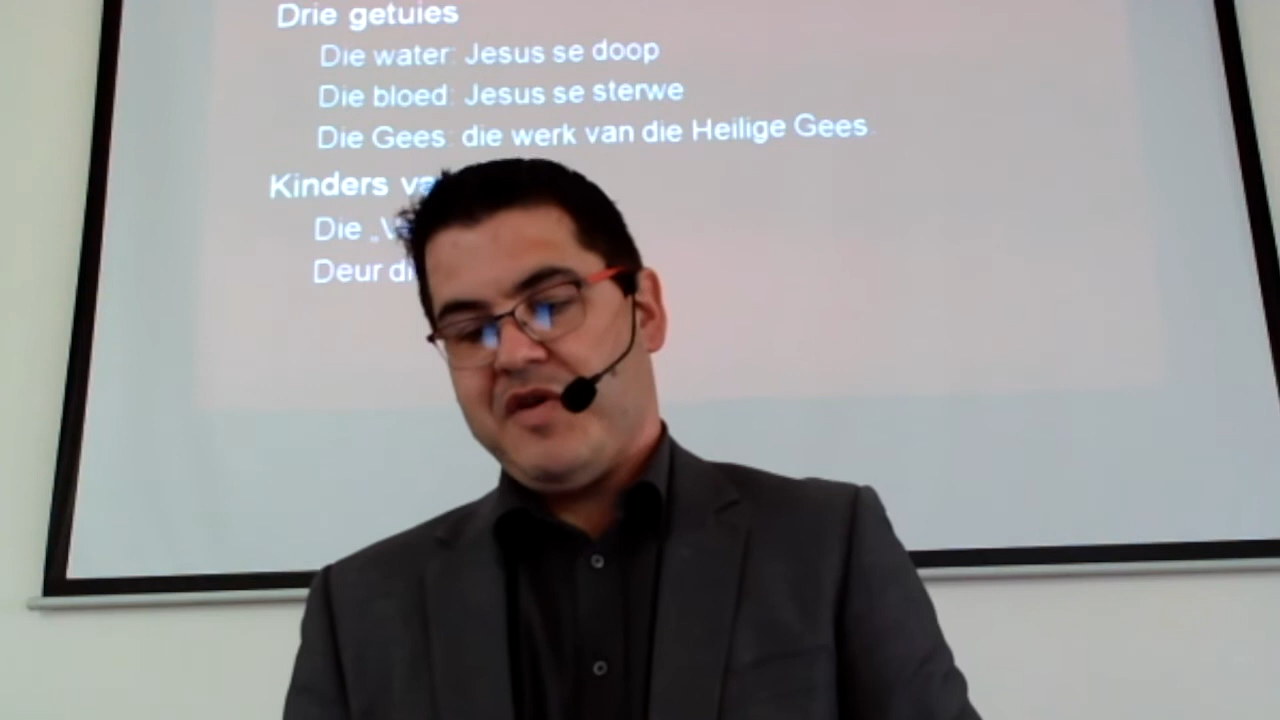 Drie getuies
Die water: Jesus se doop
Die bloed: Jesus se sterwe
Die Gees: die werk van die Heilige Gees.
Kinders
Die
Deur